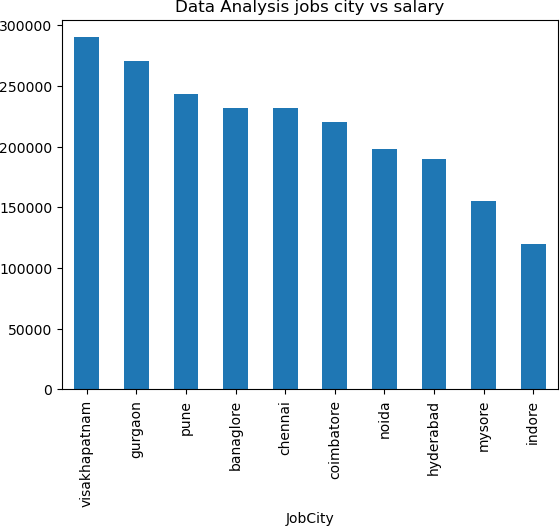 Data Analysis jobs city vs salary
300000
250000
200000
150000
100000
50000
0
visakhapatnam
gurgaon
pune
banaglore
chennai
coimbatore
noida
hyderabad
mysore
indore
JobCity